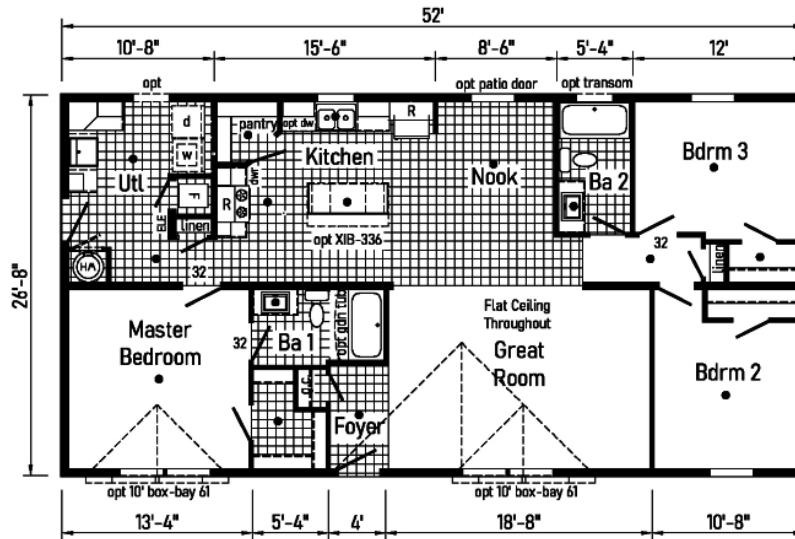 52'
10'-8" 15'-6" 8'-6" 5'-4" 12'
opt opt patio door opt transom
26'-8"
d
w
Utl
F
ELE
linen
HW
32
pantry
opt dw
R
Kitchen
dwr
R
opt XIB-336
Nook
Ba 2
Bdrm 3
32
linen
Master
Bedroom
32
Ba 1
opt gdn tub
g.c.
Foyer
Flat Ceiling
Throughout
Great
Room
Bdrm 2
opt 10' box-bay 61 opt 10' box-bay 61
13'-4" 5'-4" 4' 18'-8" 10'-8"